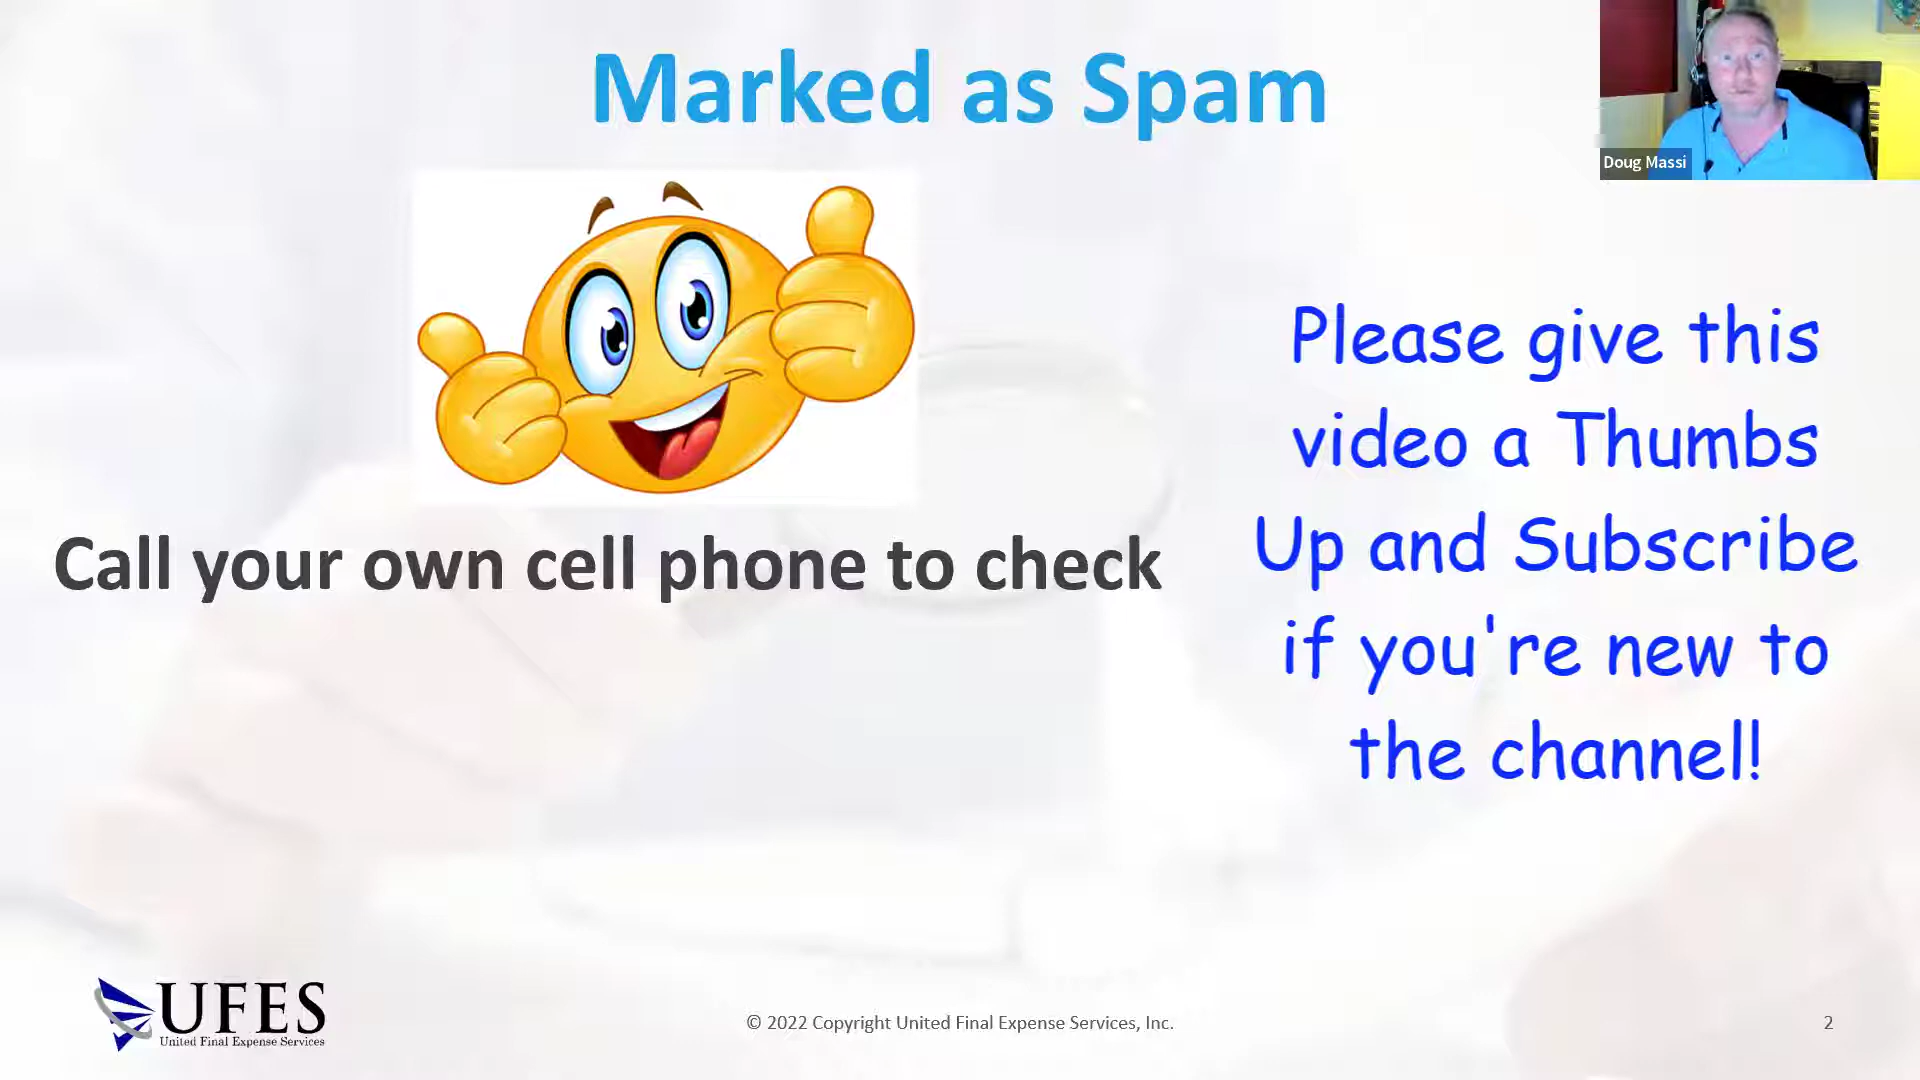 Marked as Spam
Doug Massi
Please give this
video a Thumbs
Up and Subscribe
if you're new to
the channel!
Call your own cell phone to check
UFES
United Final Expense Services
© 2022 Copyright United Final Expense Services, Inc.
2